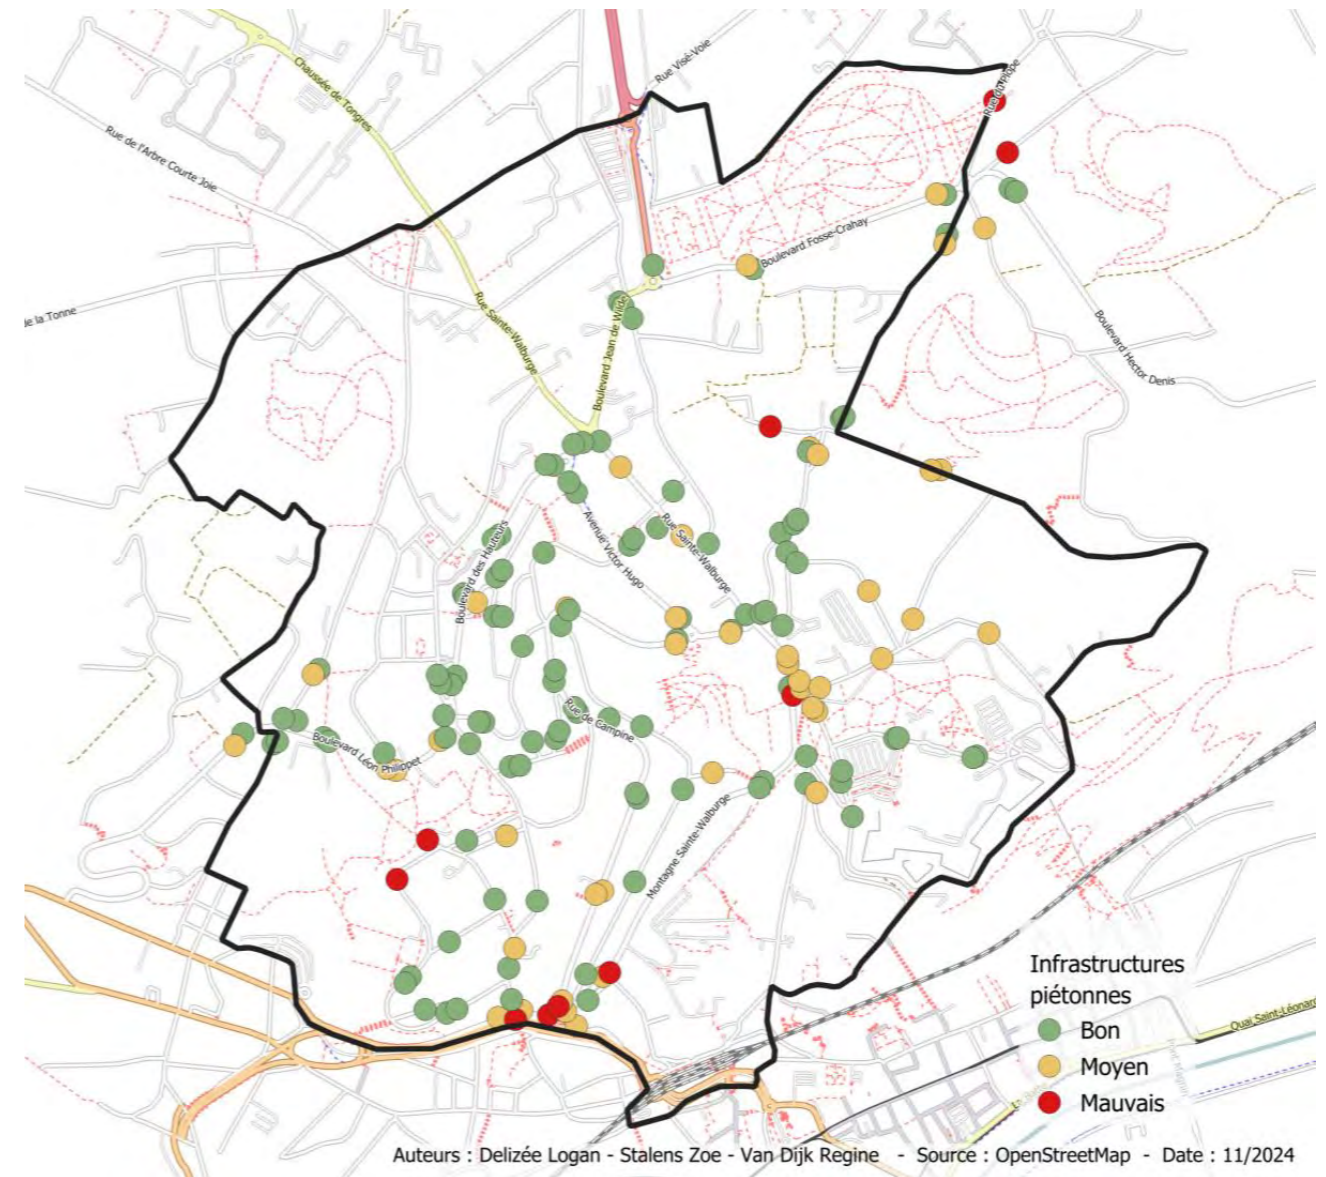 Rue Visé-Voie
Chaussée de Tongres
Rue du Plope
Rue de l'Arbre Courte Joie
Boulevard Fosse-Crahay
de la Tonne
Rue Sainte-Walburge
Boulevard Jean de Wilde
Boulevard Hector Denis
Boulevard des Hauteurs
Avenue Victor Hugo
Rue Sainte-Walburge
Rue de Campine
Boulevard Léon Philippet
Montagne Sainte-Walburge
Infrastructures
piétonnes
Bon
Moyen
Mauvais
Quai Saint-Léonard
Auteurs : Delizée Logan - Stalens Zoe - Van Dijk Regine - Source : OpenStreetMap - Date : 11/2024